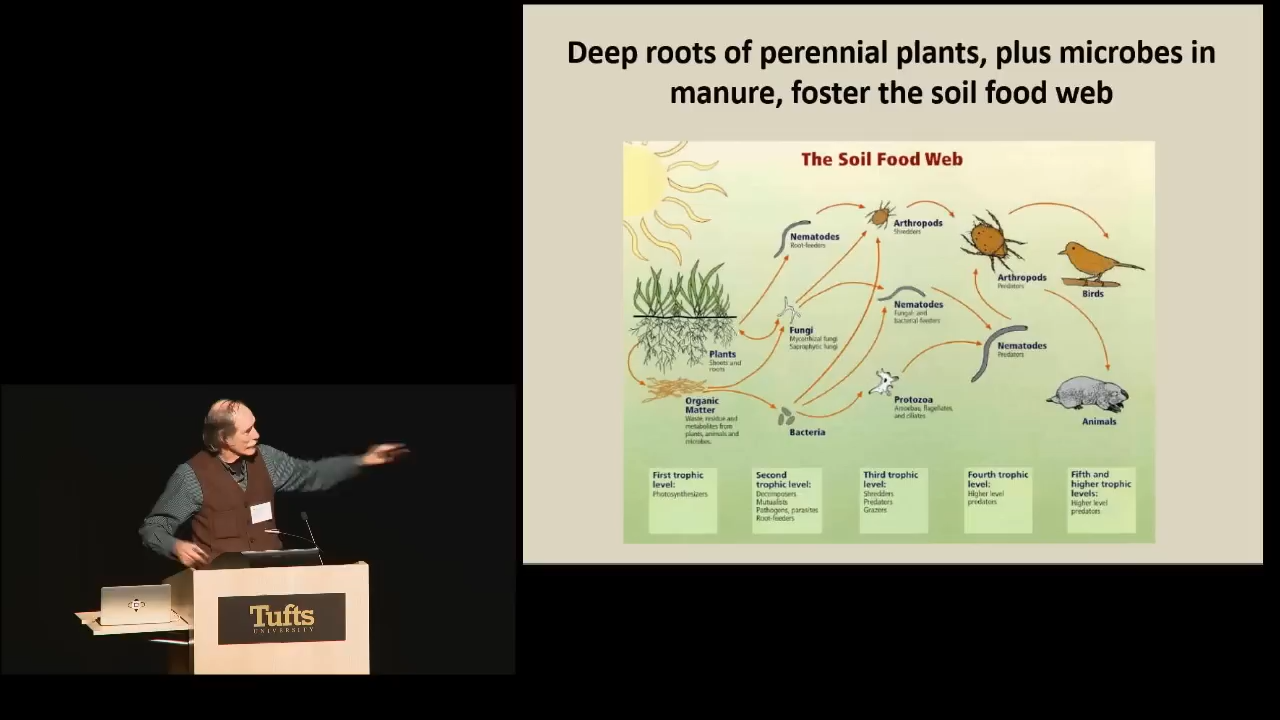 Deep roots of perennial plants, plus microbes in
manure, foster the soil food web
The Soil Food Web
Nematodes
Root-feeders
Arthropods
Shredders
Arthropods
Predators
Birds
Nematodes
Fungal- and
bacterial-feeders
Fungi
Mycorrhizal fungi
Saprophytic fungi
Nematodes
Predators
Plants
Shoots and
roots
Organic
Matter
Waste, residue and
metabolites from
plants, animals and
microbes.
Bacteria
Protozoa
Amoebae, flagellates,
and ciliates
Animals
First trophic
level:
Photosynthesizers
Second
trophic level:
Decomposers
Mutualists
Pathogens, parasites
Root-feeders
Third trophic
level:
Shredders
Predators
Grazers
Fourth trophic
level:
Higher level
predators
Fifth and
higher trophic
levels:
Higher level
predators
Tufts
UNIVERSITY